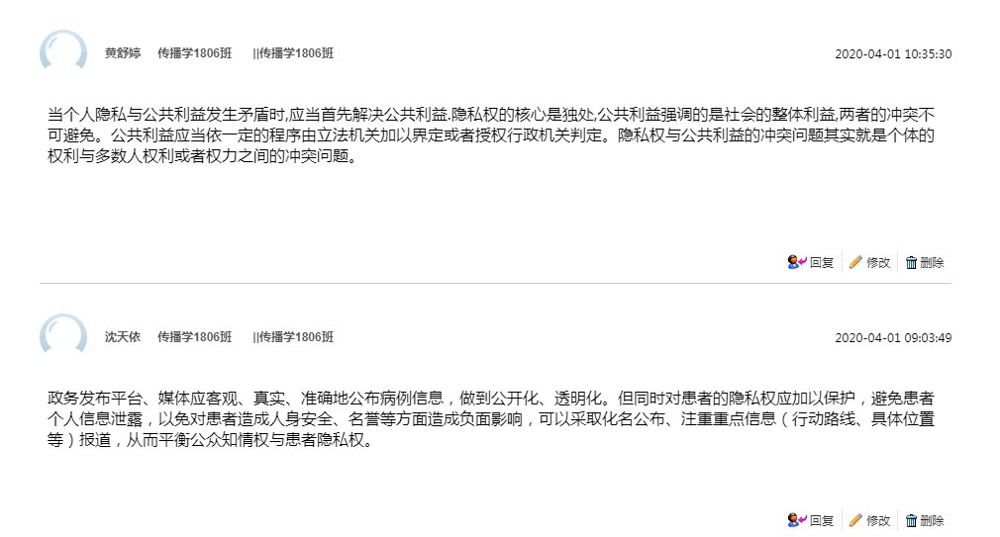 黄舒婷 传播学1806班 ||传播学1806班 2020-04-01 10:35:30
当个人隐私与公共利益发生矛盾时,应当首先解决公共利益.隐私权的核心是独处,公共利益强调的是社会的整体利益,两者的冲突不
可避免。公共利益应当依一定的程序由立法机关加以界定或者授权行政机关判定。隐私权与公共利益的冲突问题其实就是个体的
权利与多数人权利或者权力之间的冲突问题。
回复 修改 删除
沈天依 传播学1806班 ||传播学1806班 2020-04-01 09:03:49
政务发布平台、媒体应客观、真实、准确地公布病例信息，做到公开化、透明化。但同时对患者的隐私权应加以保护，避免患者
个人信息泄露，以免对患者造成人身安全、名誉等方面造成负面影响，可以采取化名公布、注重重点信息（行动路线、具体位置
等）报道，从而平衡公众知情权与患者隐私权。
回复 修改 删除